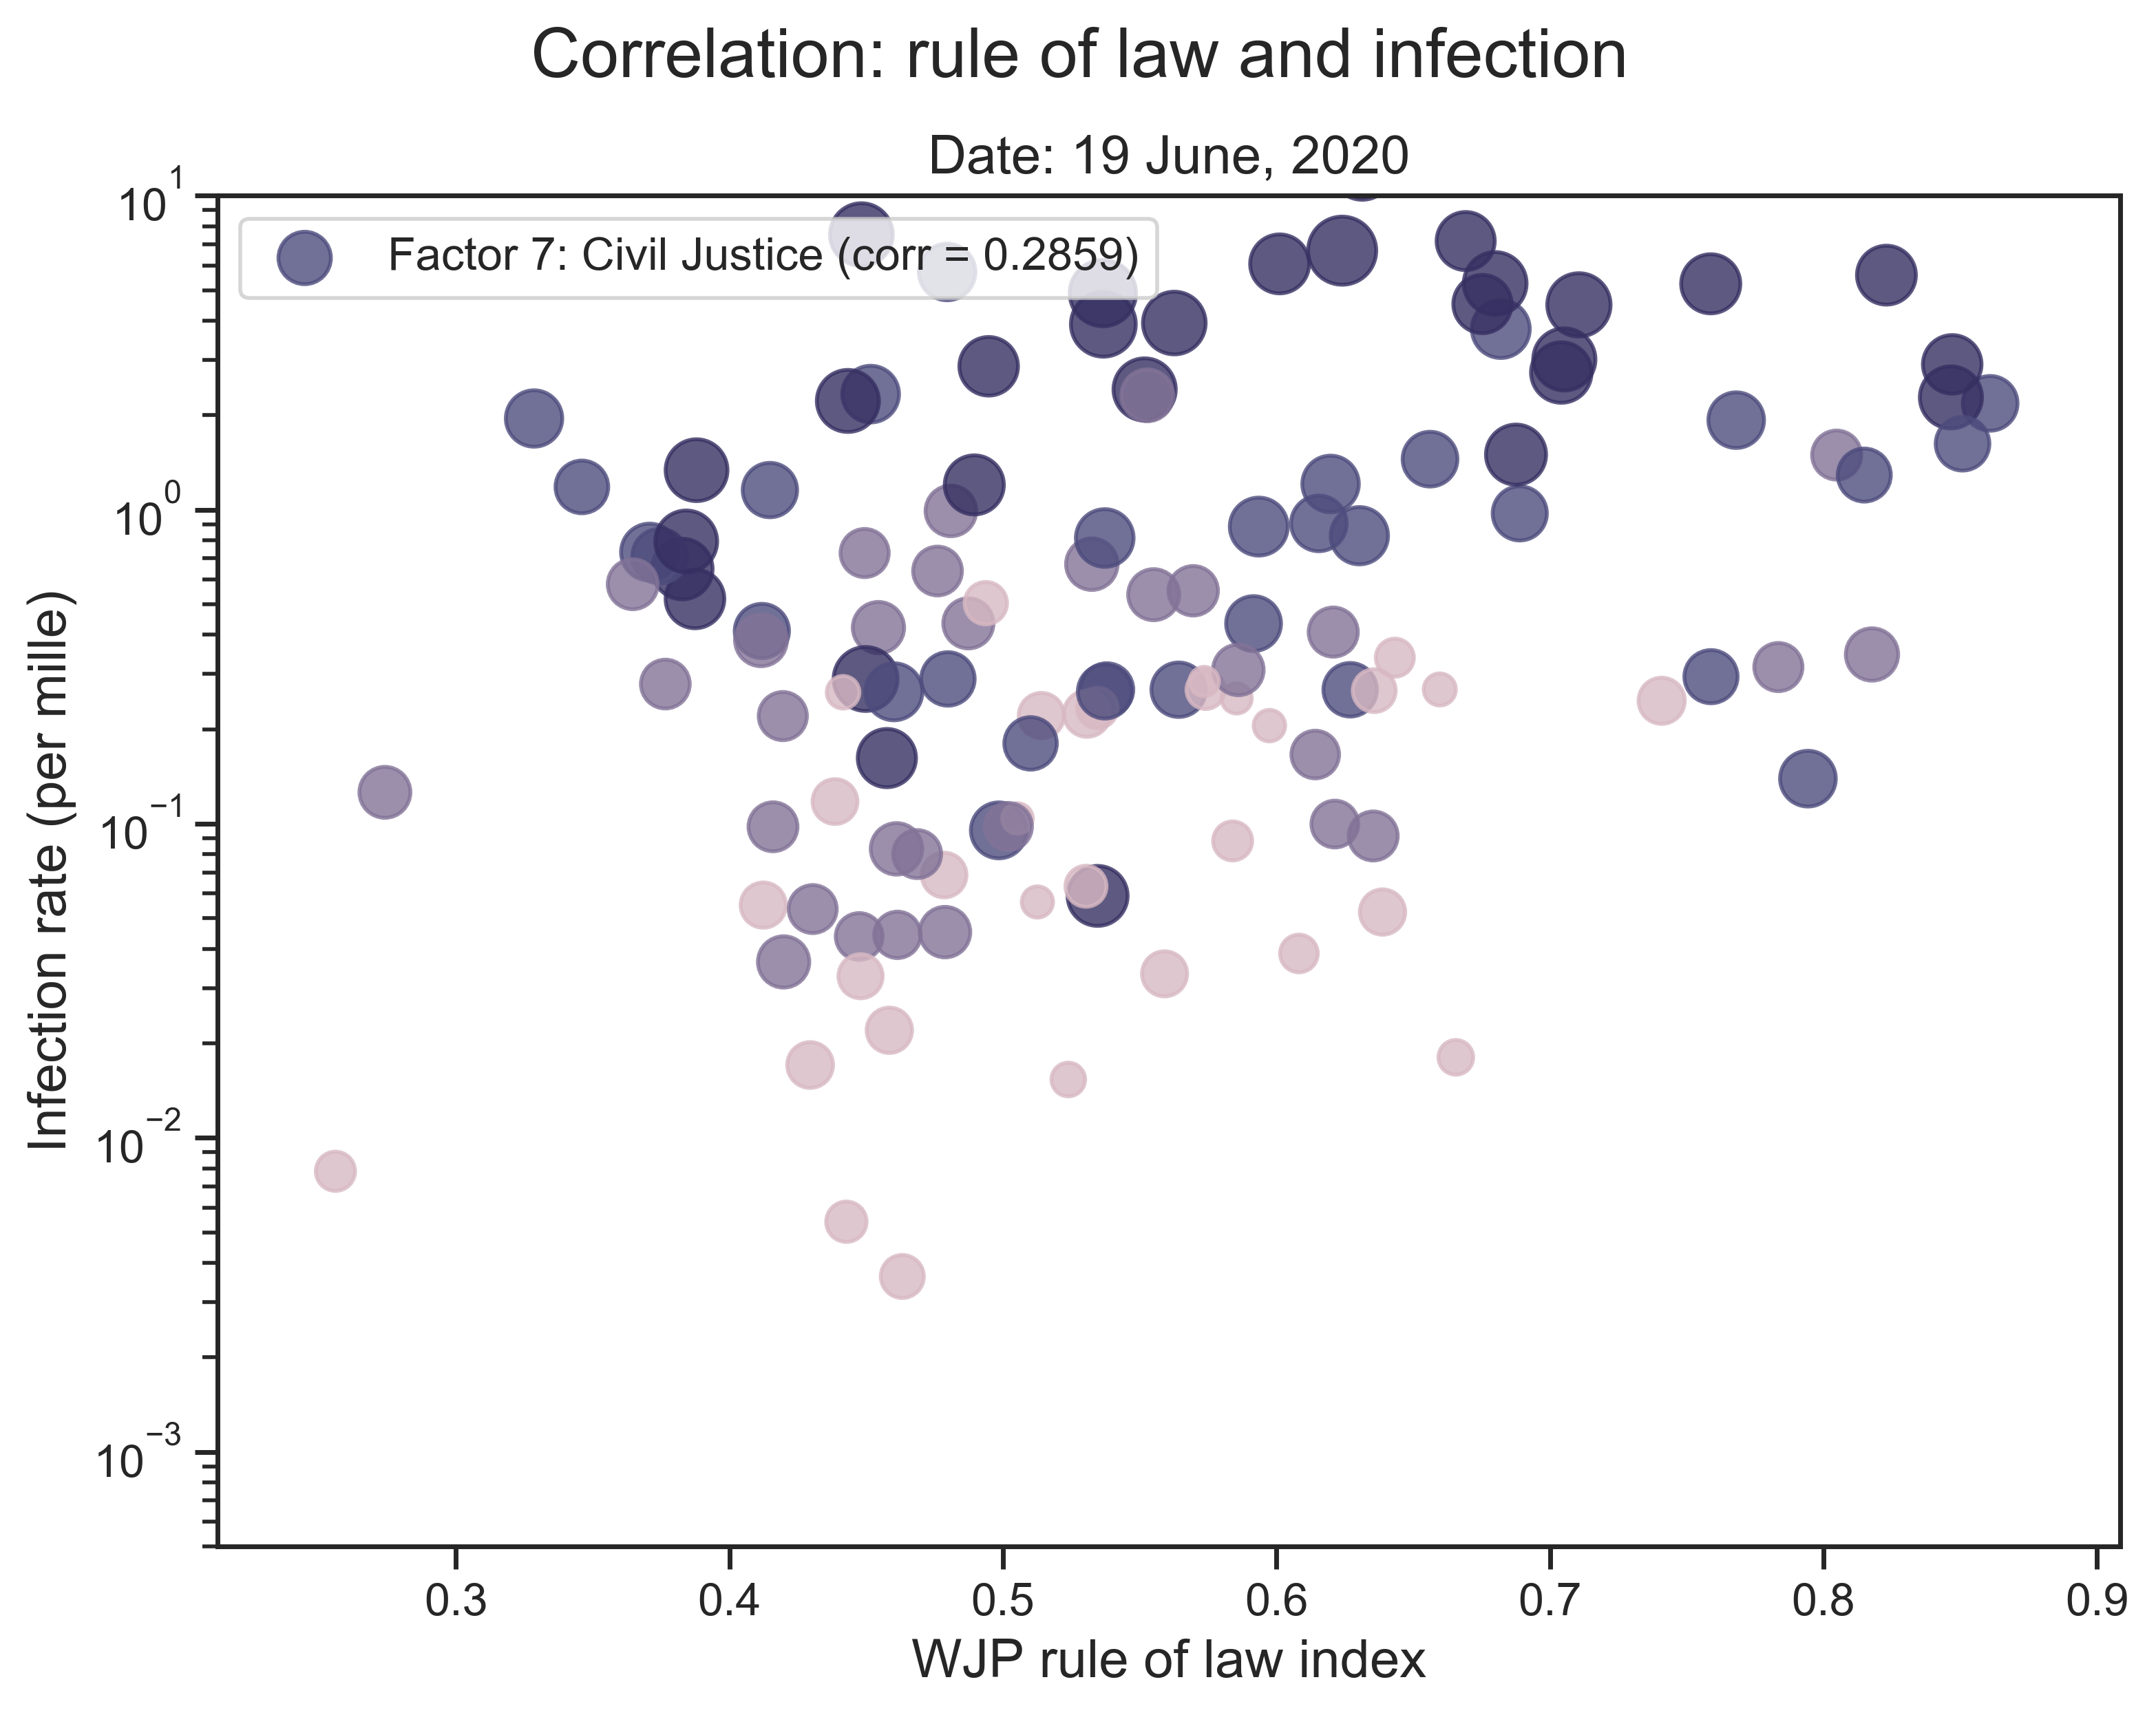 Correlation: rule of law and infection
Date: 19 June, 2020
Factor 7: Civil Justice (corr = 0.2859)
Infection rate (per mille)
10^1
10^0
10^−1
10^−2
10^−3
0.3 0.4 0.5 0.6 0.7 0.8 0.9
WJP rule of law index